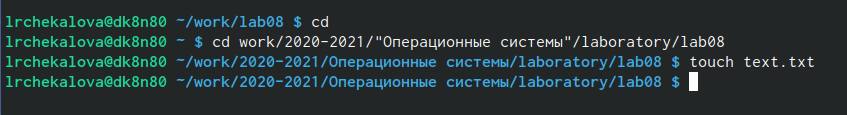 lrchekalova@dk8n80 ~/work/lab08 $ cd
lrchekalova@dk8n80 ~ $ cd work/2020-2021/"Операционные системы"/laboratory/lab08
lrchekalova@dk8n80 ~/work/2020-2021/Операционные системы/laboratory/lab08 $ touch text.txt
lrchekalova@dk8n80 ~/work/2020-2021/Операционные системы/laboratory/lab08 $